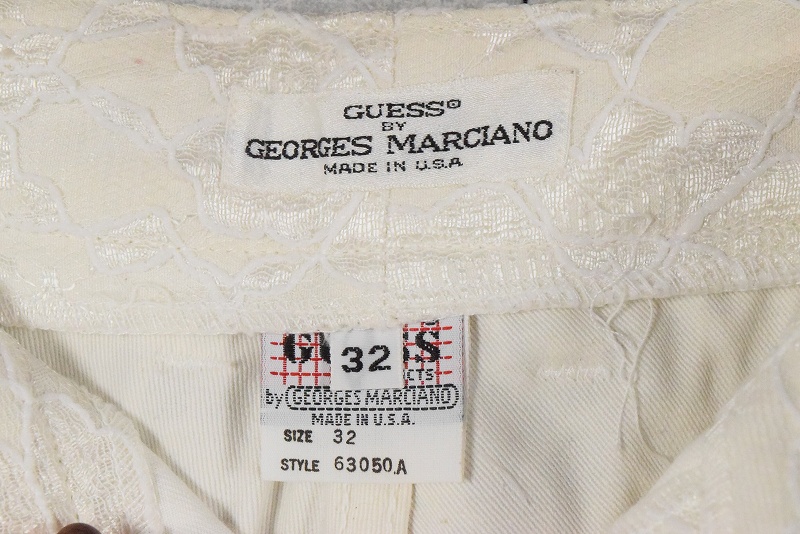 GUESS®
BY
GEORGES MARCIANO
MADE IN U.S.A
32
by GEORGES MARCIANO
MADE IN U.S.A.
SIZE 32
STYLE 63050.A